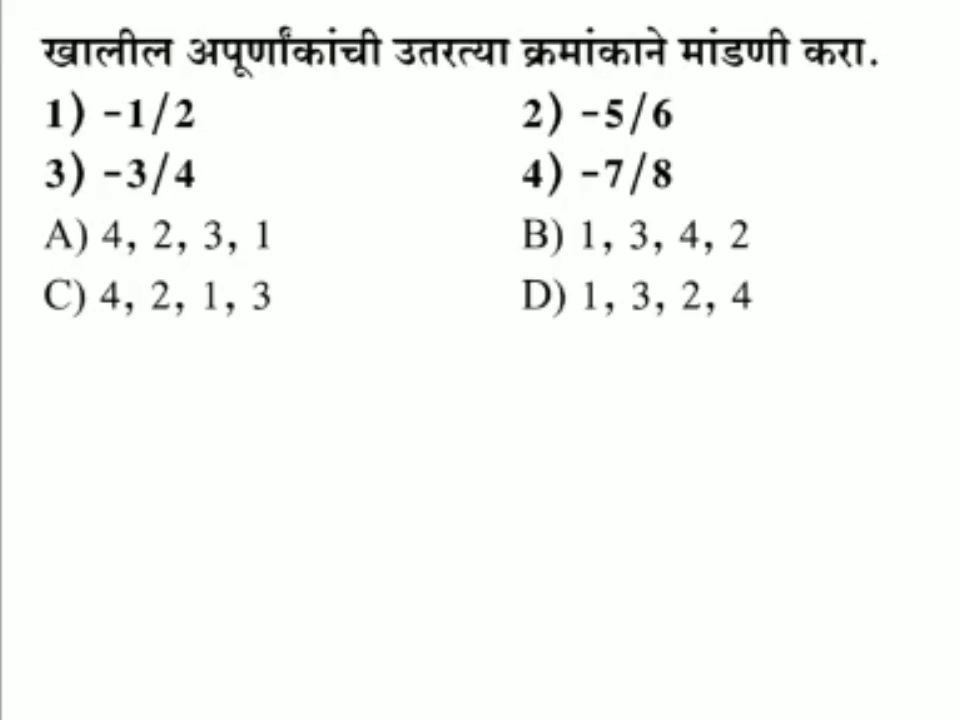 खालील अपूर्णांकांची उतरत्या क्रमांकाने मांडणी करा.
1) -1/2 2) -5/6
3) -3/4 4) -7/8
A) 4, 2, 3, 1 B) 1, 3, 4, 2
C) 4, 2, 1, 3 D) 1, 3, 2, 4